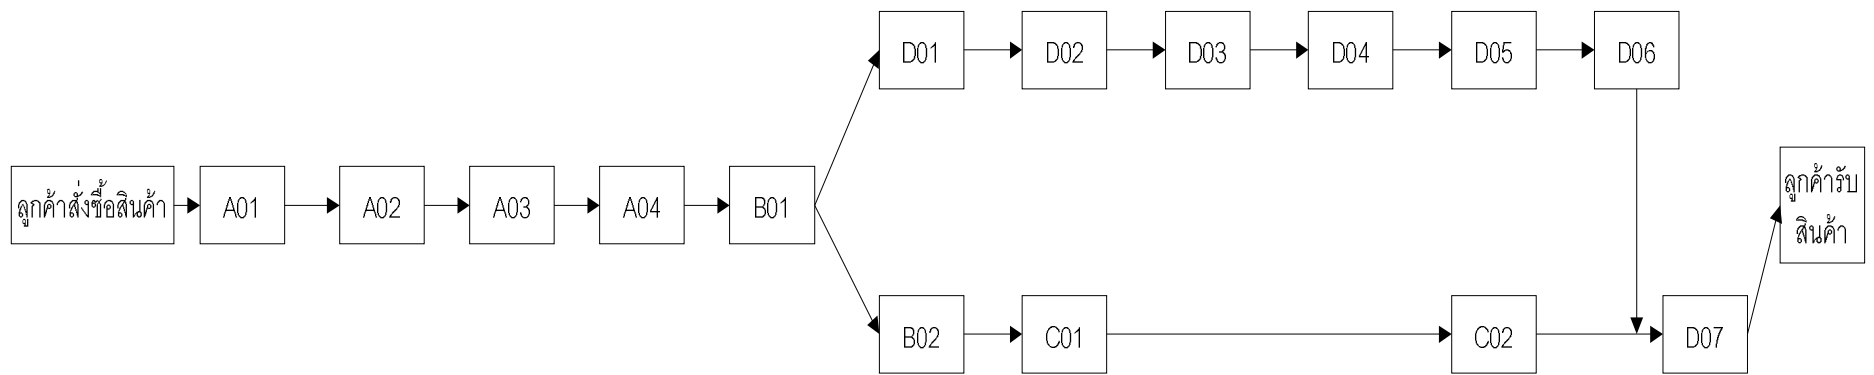 D01
D02
D03
D04
D05
D06
ลูกค้าสั่งซื้อสินค้า
A01
A02
A03
A04
B01
ลูกค้ารับ
สินค้า
B02
C01
C02
D07